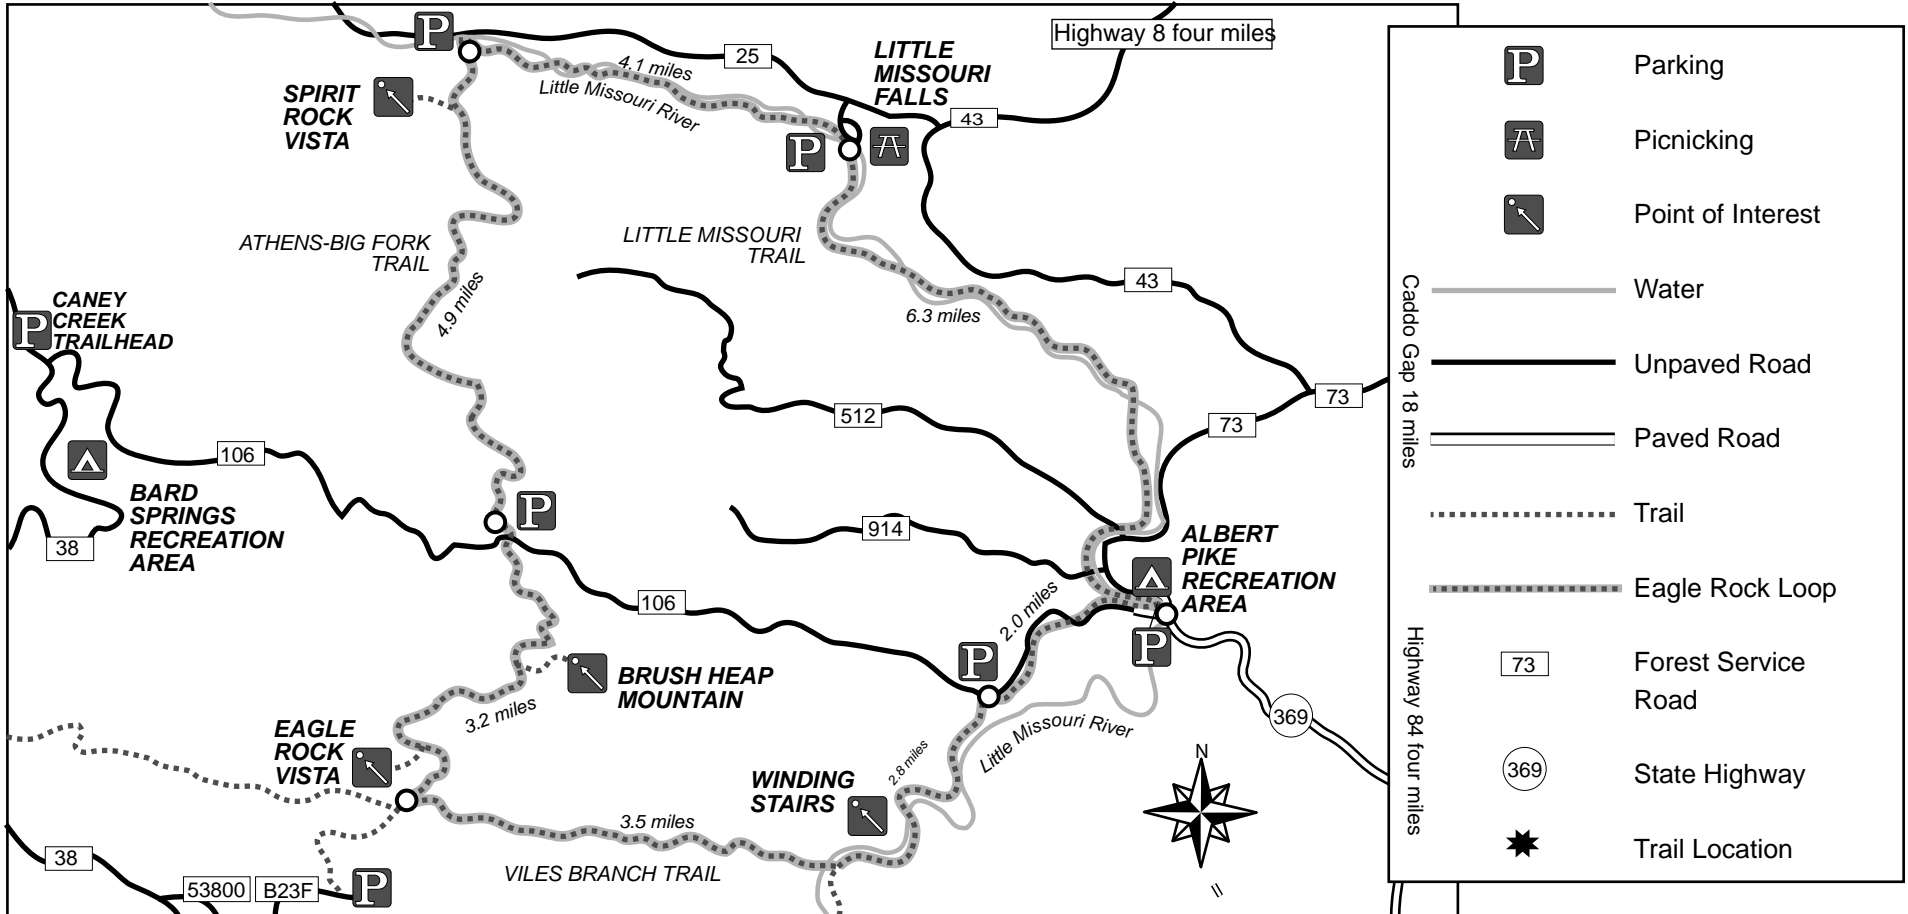 Highway 8 four miles
25
LITTLE
MISSOURI
FALLS
4.1 miles
Little Missouri River
43
SPIRIT
ROCK
VISTA
ATHENS-BIG FORK
TRAIL
LITTLE MISSOURI
TRAIL
43
4.9 miles
6.3 miles
CANEY
CREEK
TRAILHEAD
73
73
512
106
BARD
SPRINGS
RECREATION
AREA
38
914
ALBERT
PIKE
RECREATION
AREA
106
2.0 miles
BRUSH HEAP
MOUNTAIN
3.2 miles
EAGLE
ROCK
VISTA
Little Missouri River
369
2.8 miles
WINDING
STAIRS
N
3.5 miles
VILES BRANCH TRAIL
38
53800
B23F
P
P
P
P
P
P
P
P
Parking
Picnicking
Point of Interest
Water
Unpaved Road
Paved Road
Trail
Eagle Rock Loop
73
Forest Service
Road
369
State Highway
Trail Location
Caddo Gap 18 miles
Highway 84 four miles